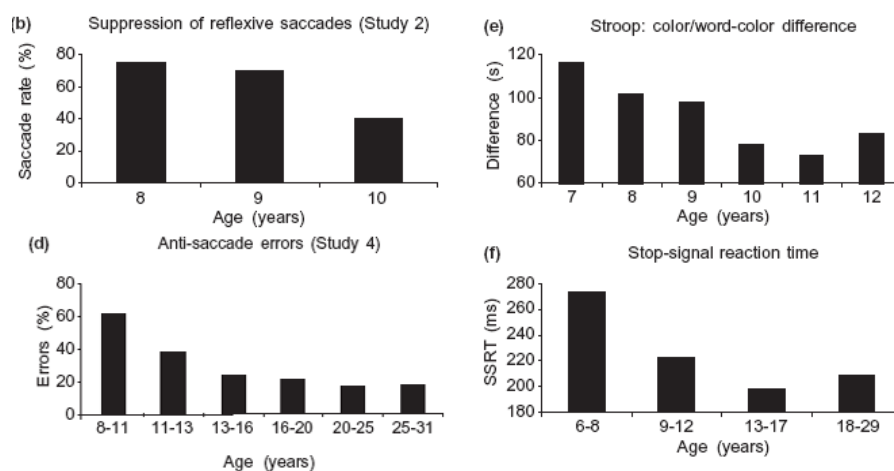 (b) Suppression of reflexive saccades (Study 2)
Saccade rate (%)
80
60
40
20
0
8 9 10
Age (years)
(d) Anti-saccade errors (Study 4)
Errors (%)
80
60
40
20
0
8-11 11-13 13-16 16-20 20-25 25-31
Age (years)
(e) Stroop: color/word-color difference
Difference (s)
120
100
80
60
7 8 9 10 11 12
Age (years)
(f) Stop-signal reaction time
SSRT (ms)
280
260
240
220
200
180
6-8 9-12 13-17 18-29
Age (years)